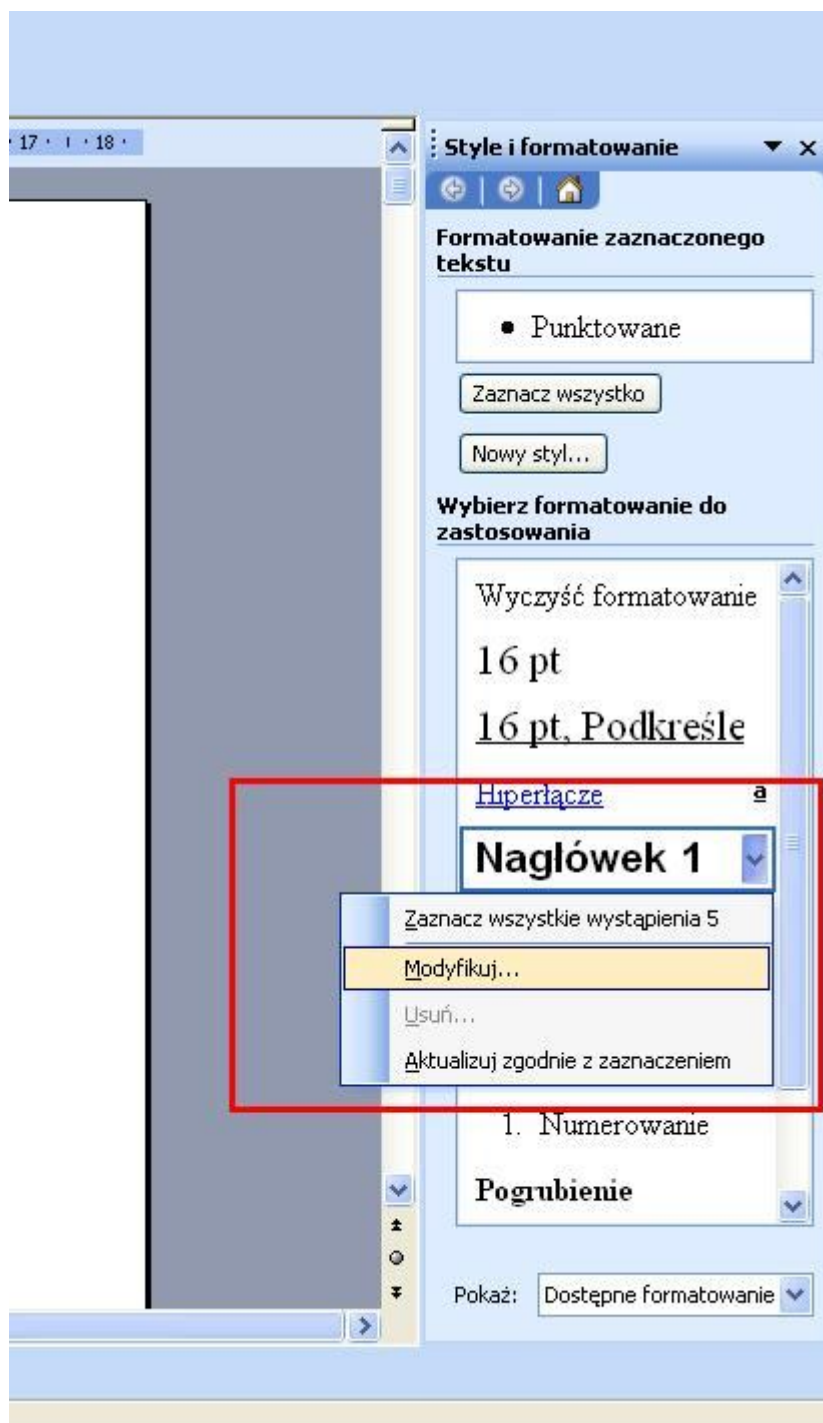 · 17 · ı · 18 ·
Style i formatowanie
Formatowanie zaznaczonego
tekstu
• Punktowane
Zaznacz wszystko
Nowy styl...
Wybierz formatowanie do
zastosowania
Wyczyść formatowanie
16 pt
16 pt, Podkreśle
Hiperłącze a
Nagłówek 1
Zaznacz wszystkie wystąpienia 5
Modyfikuj...
Usuń...
Aktualizuj zgodnie z zaznaczeniem
1. Numerowanie
Pogrubienie
Pokaż: Dostępne formatowanie